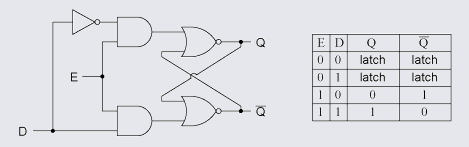 Q
E
Q̅
D
E D Q Q̅
0 0 latch latch
0 1 latch latch
1 0 0 1
1 1 1 0